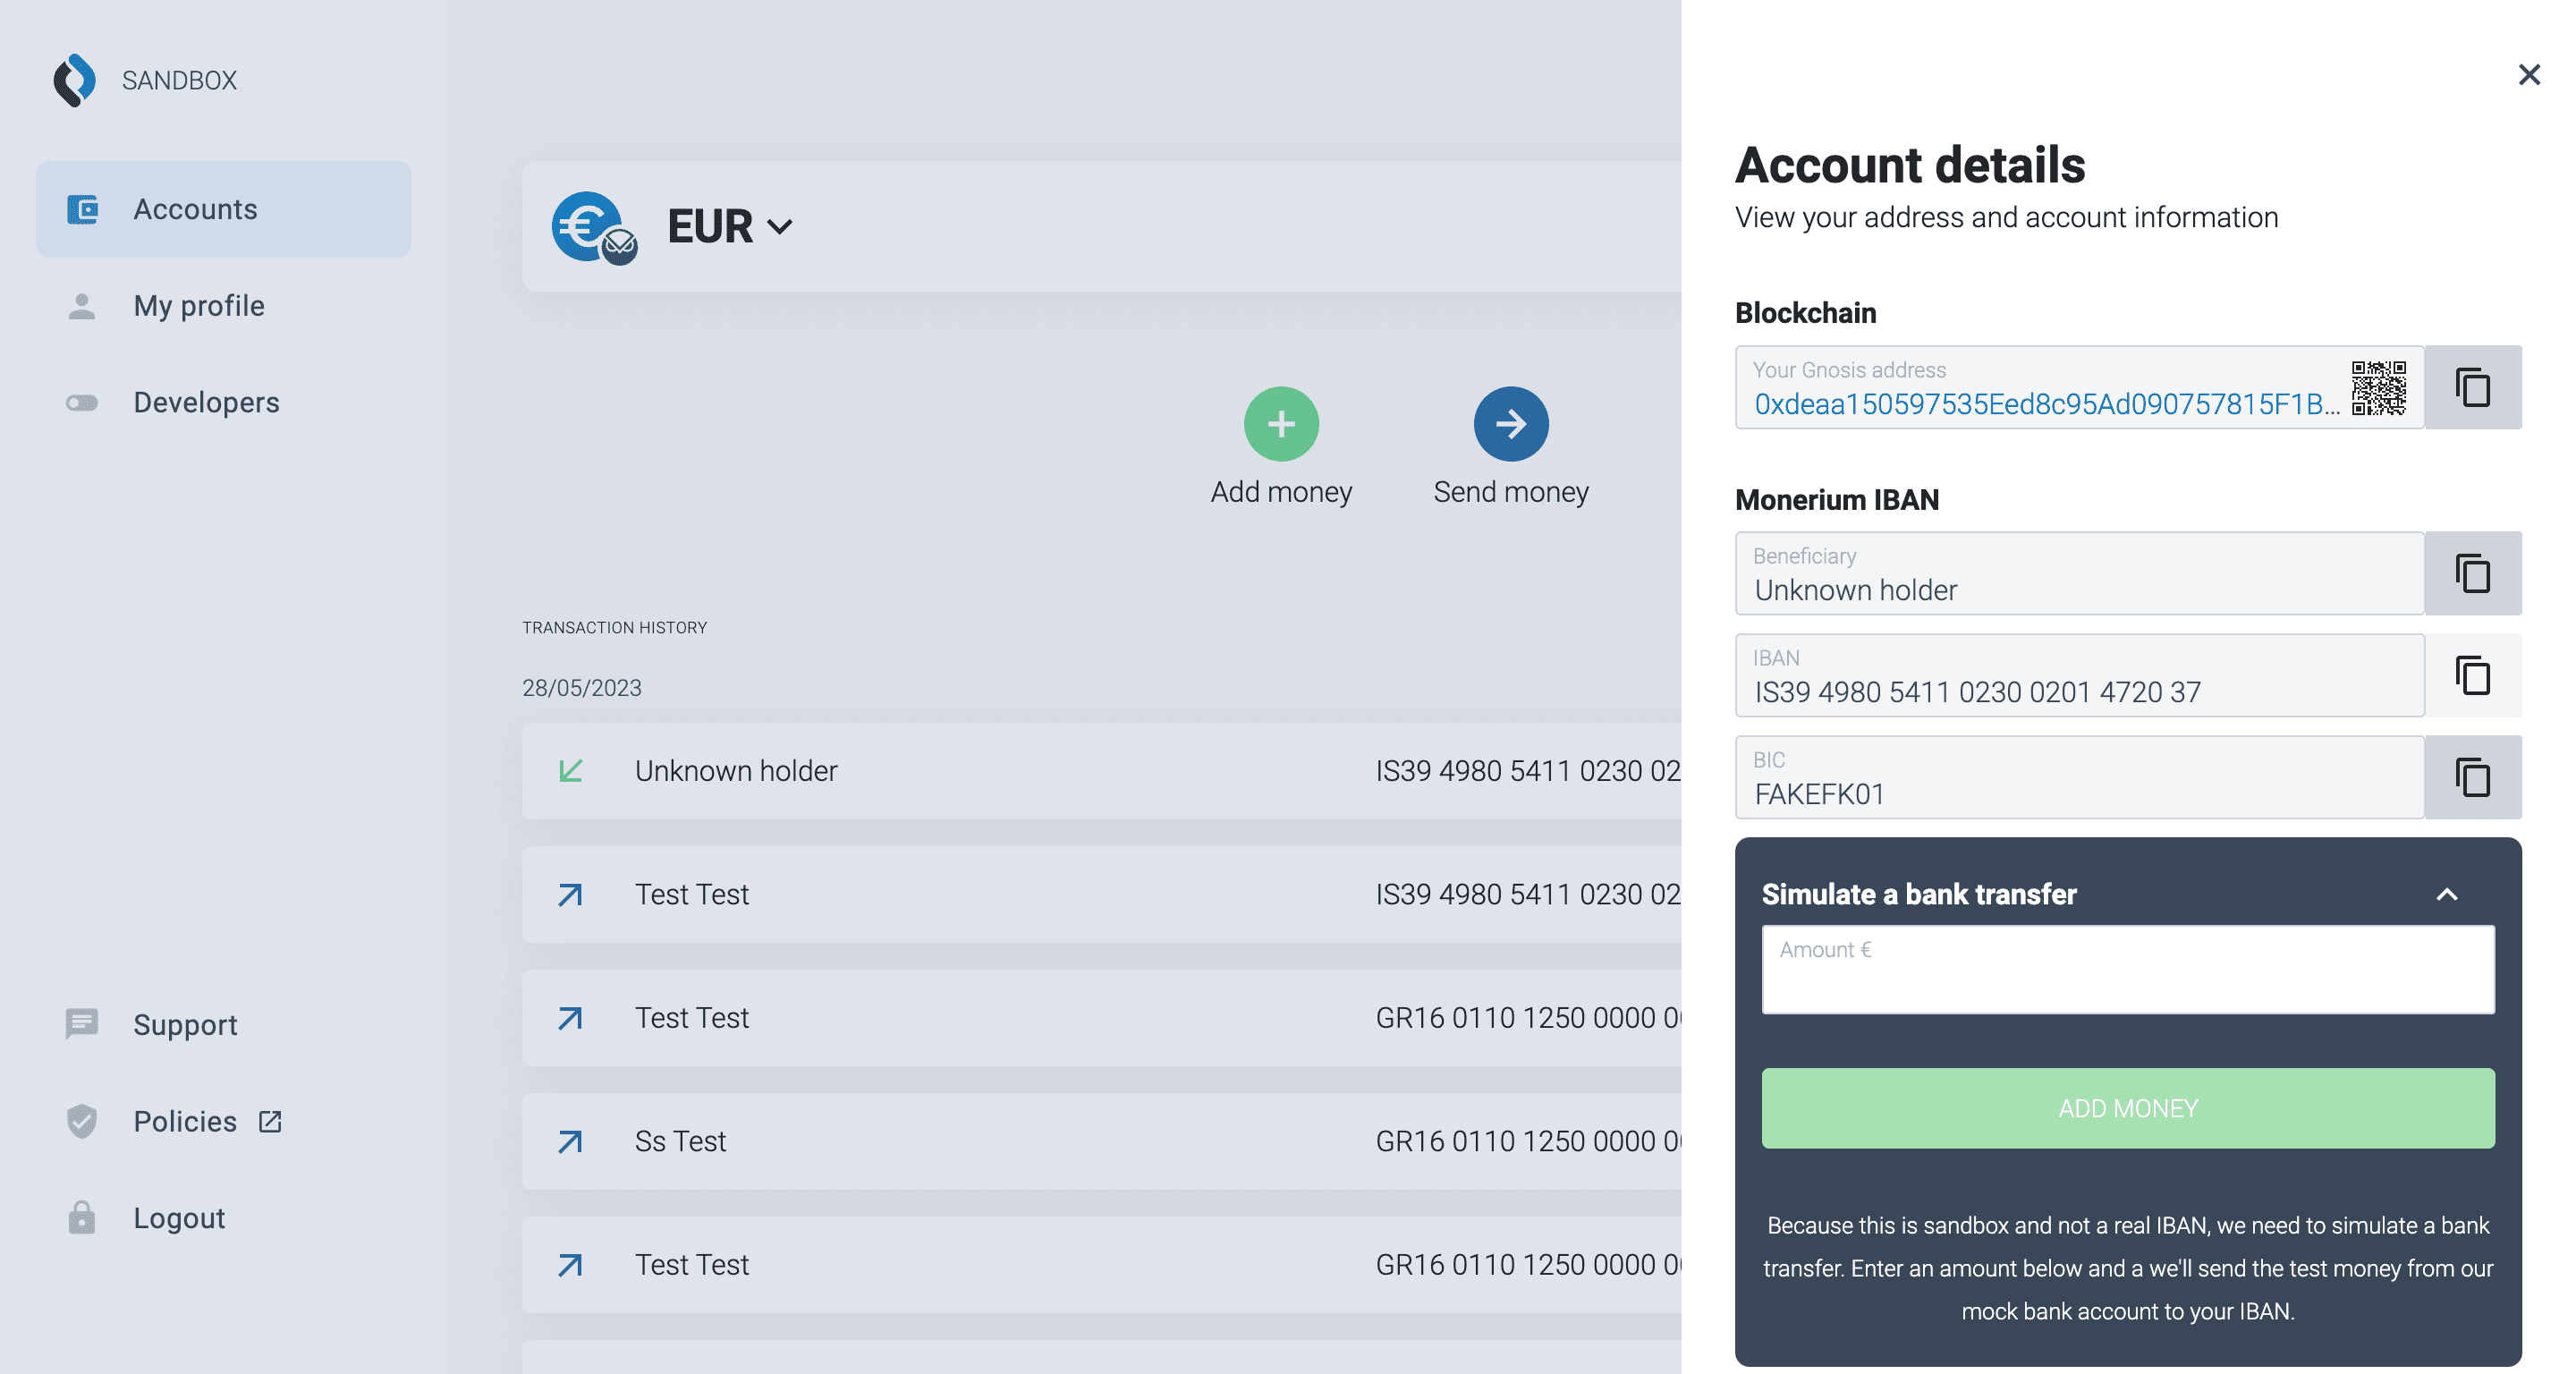 SANDBOX
Accounts
My profile
Developers
Support
Policies
Logout
EUR
Add money
Send money
TRANSACTION HISTORY
28/05/2023
Unknown holder
IS39 4980 5411 0230 02
Test Test
IS39 4980 5411 0230 02
Test Test
GR16 0110 1250 0000 0
Ss Test
GR16 0110 1250 0000 0
Test Test
GR16 0110 1250 0000 0
Account details
View your address and account information
Blockchain
Your Gnosis address
0xdeaa150597535Eed8c95Ad090757815F1B...
Monerium IBAN
Beneficiary
Unknown holder
IBAN
IS39 4980 5411 0230 0201 4720 37
BIC
FAKEFK01
Simulate a bank transfer
Amount €
ADD MONEY
Because this is sandbox and not a real IBAN, we need to simulate a bank
transfer. Enter an amount below and a we'll send the test money from our
mock bank account to your IBAN.